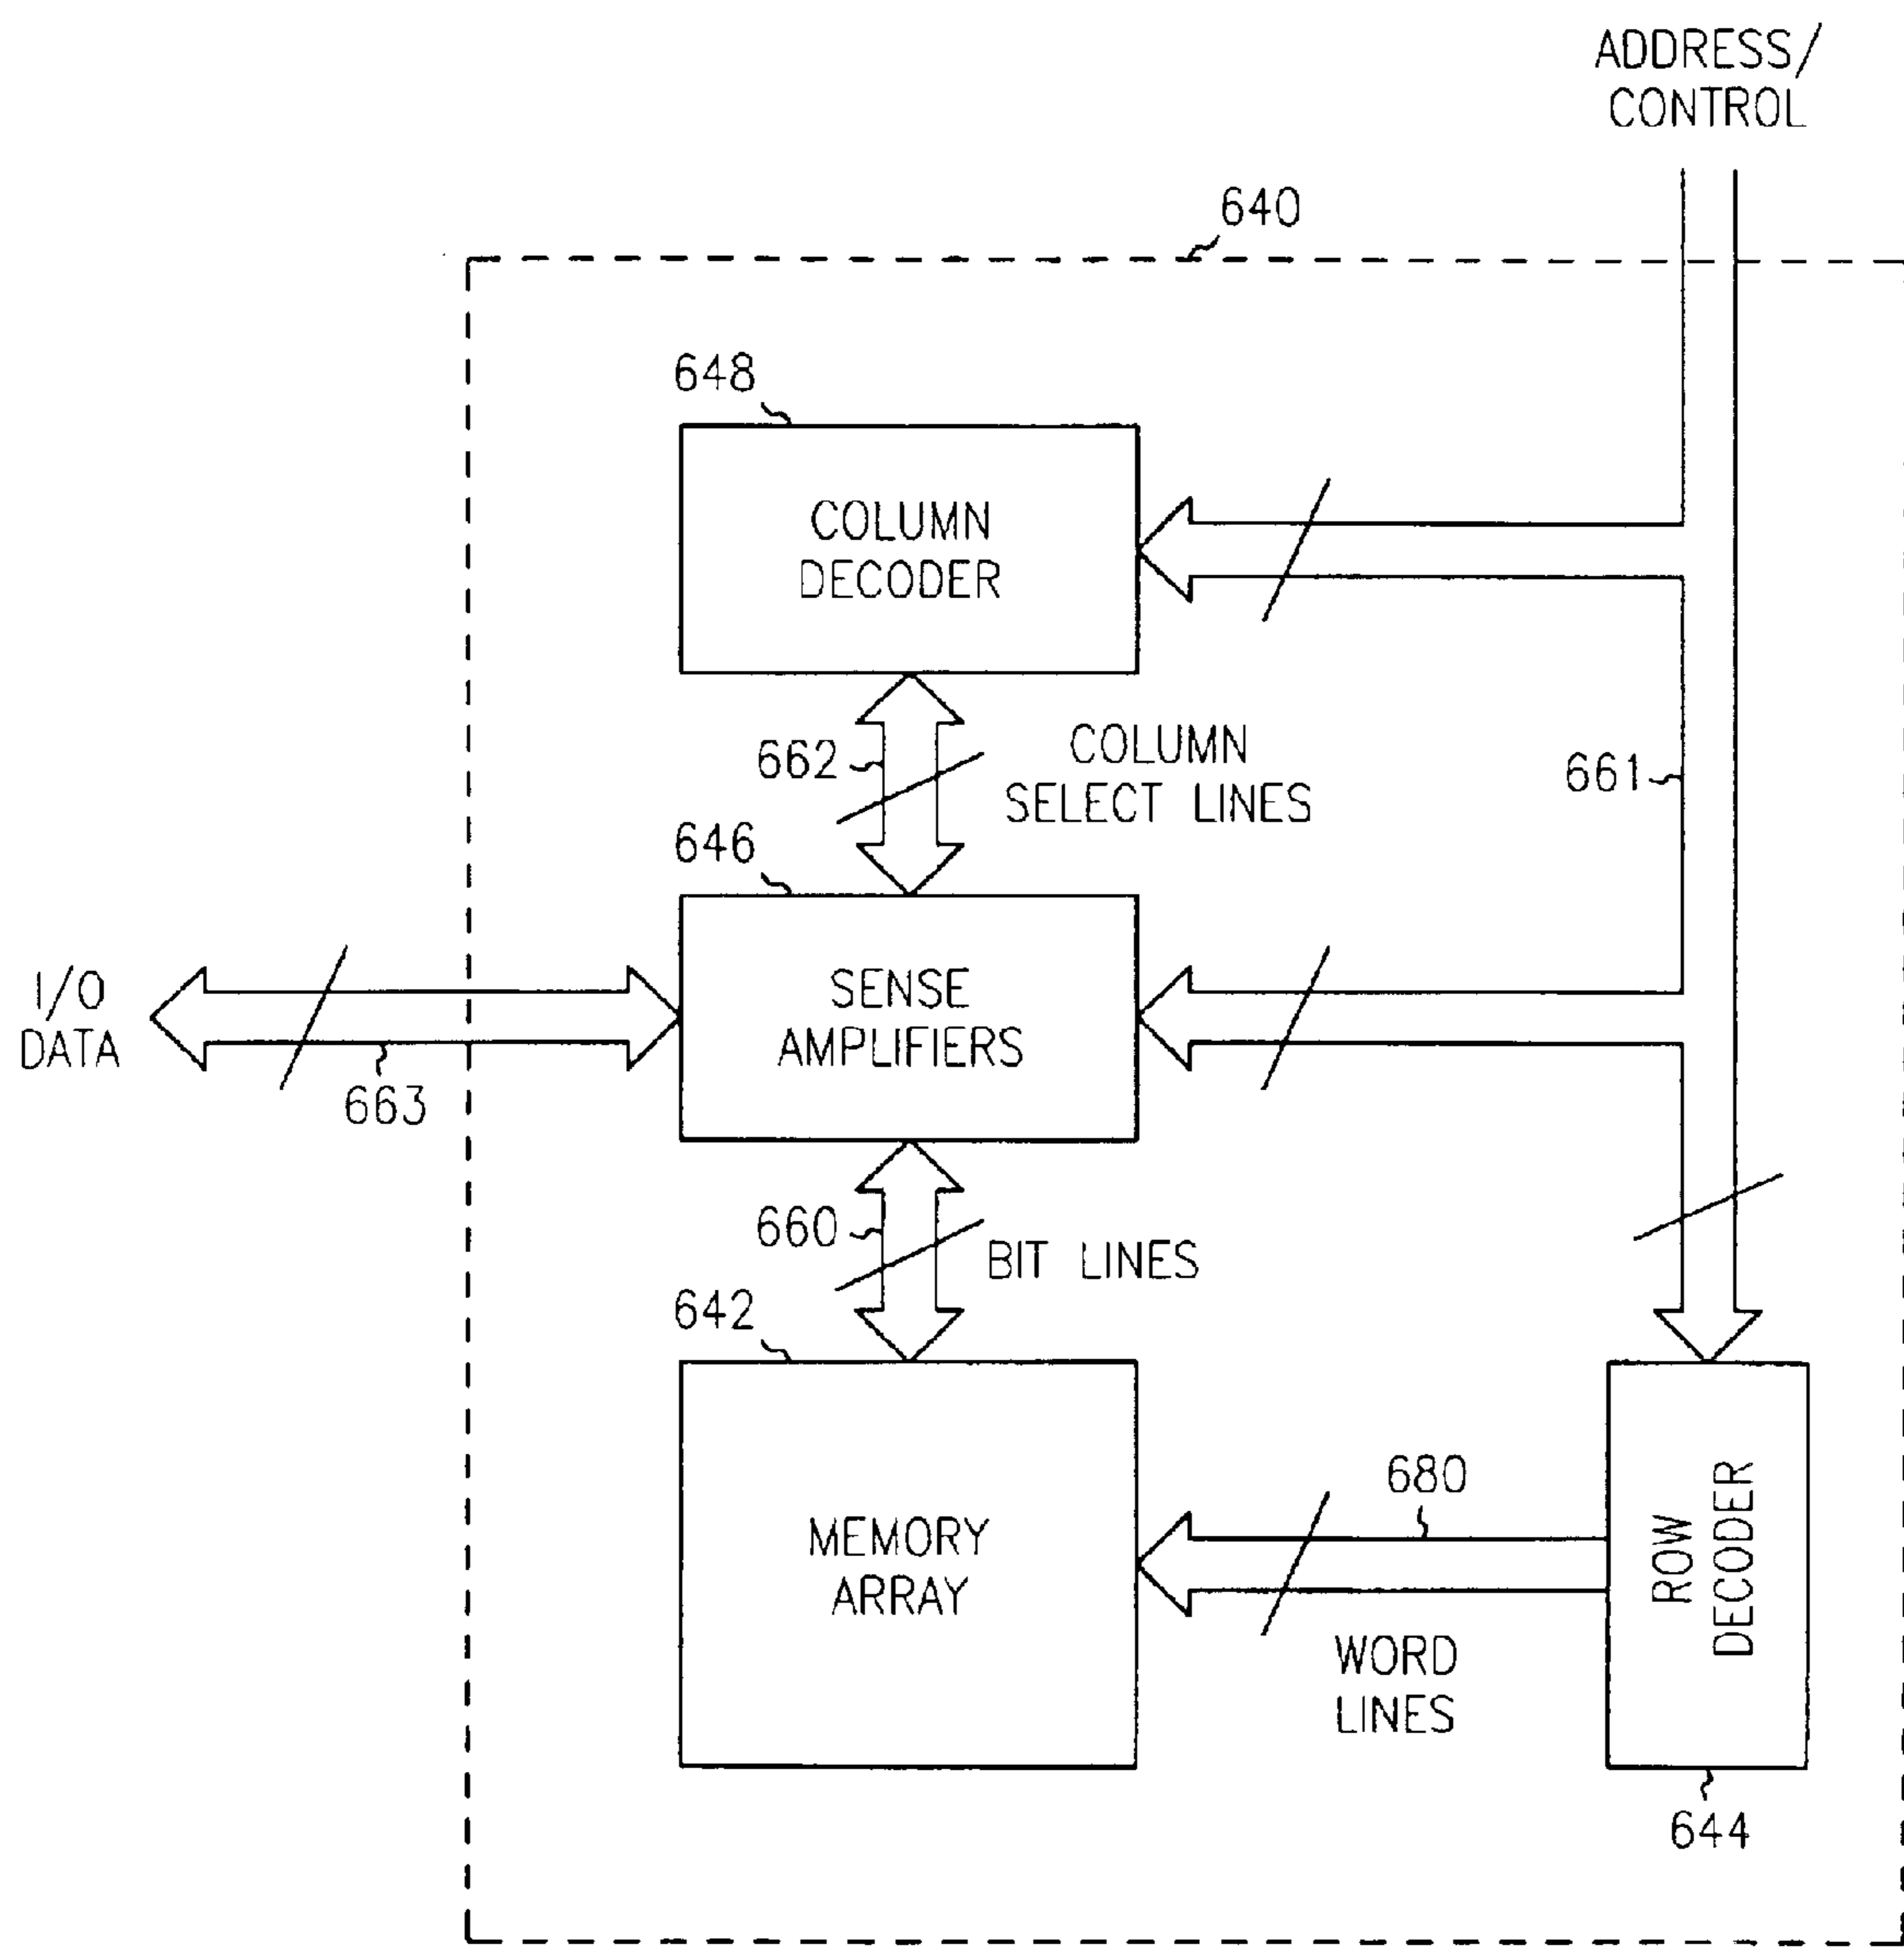 ADDRESS/
CONTROL
640
648
COLUMN
DECODER
662
COLUMN
SELECT LINES
661
646
I/O
DATA
SENSE
AMPLIFIERS
663
660
BIT LINES
642
680
MEMORY
ARRAY
ROW
DECODER
WORD
LINES
644